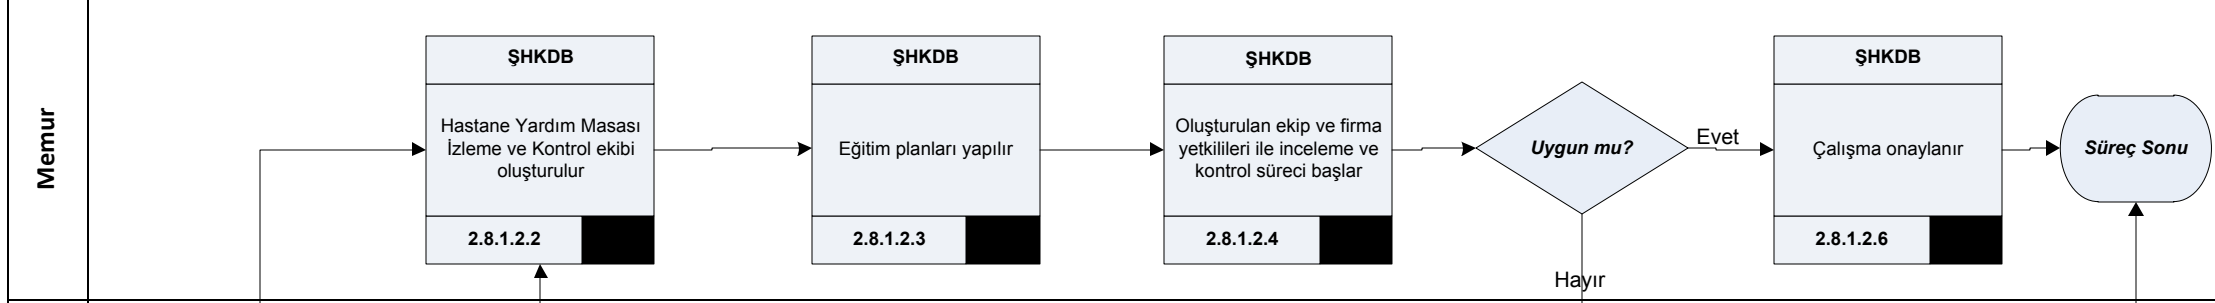 Memur
ŞHKDB
Hastane Yardım Masası
İzleme ve Kontrol ekibi
oluşturulur
2.8.1.2.2
ŞHKDB
Eğitim planları yapılır
2.8.1.2.3
ŞHKDB
Oluşturulan ekip ve firma
yetkilileri ile inceleme ve
kontrol süreci başlar
2.8.1.2.4
Uygun mu?
Evet
Hayır
ŞHKDB
Çalışma onaylanır
2.8.1.2.6
Süreç Sonu